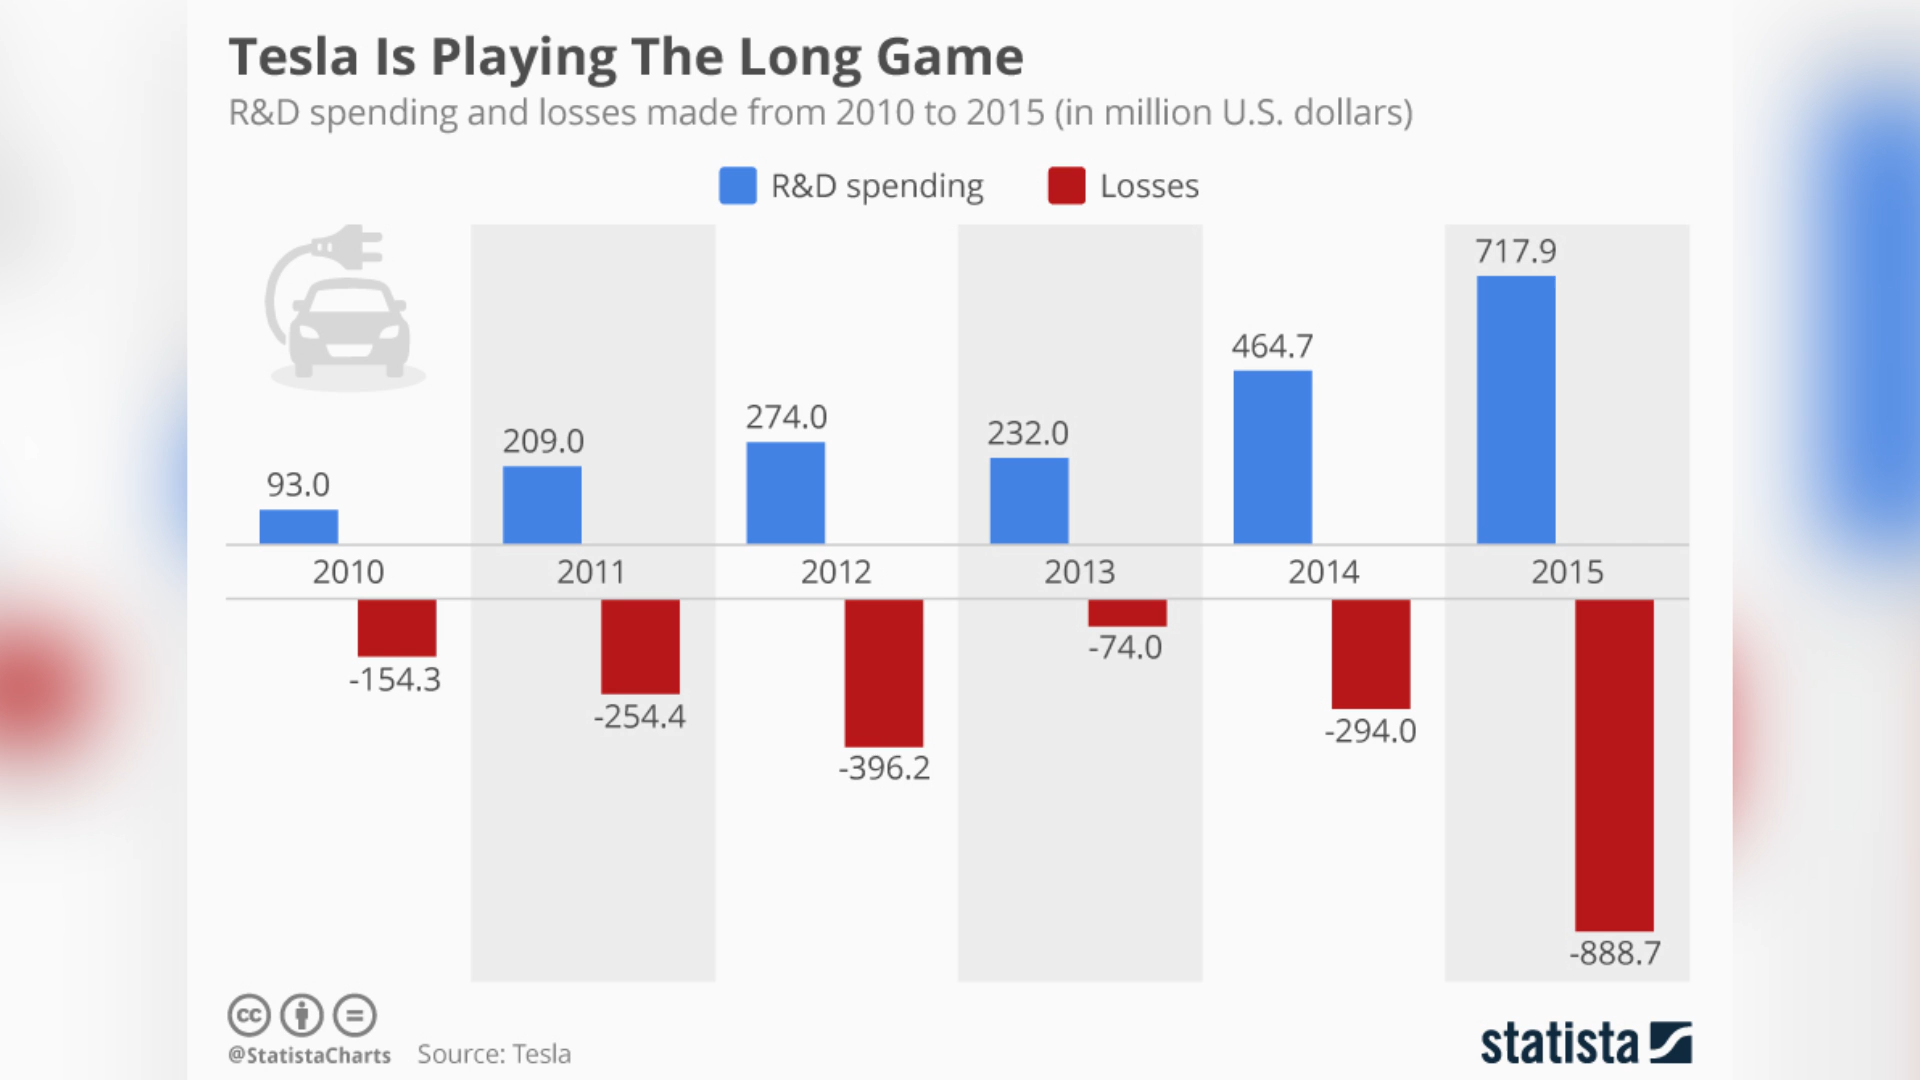 Tesla Is Playing The Long Game
R&D spending and losses made from 2010 to 2015 (in million U.S. dollars)
R&D spending Losses
93.0 209.0 274.0 232.0 464.7 717.9
2010 2011 2012 2013 2014 2015
-154.3 -254.4 -396.2 -74.0 -294.0 -888.7
cc
@StatistaCharts Source: Tesla
statista